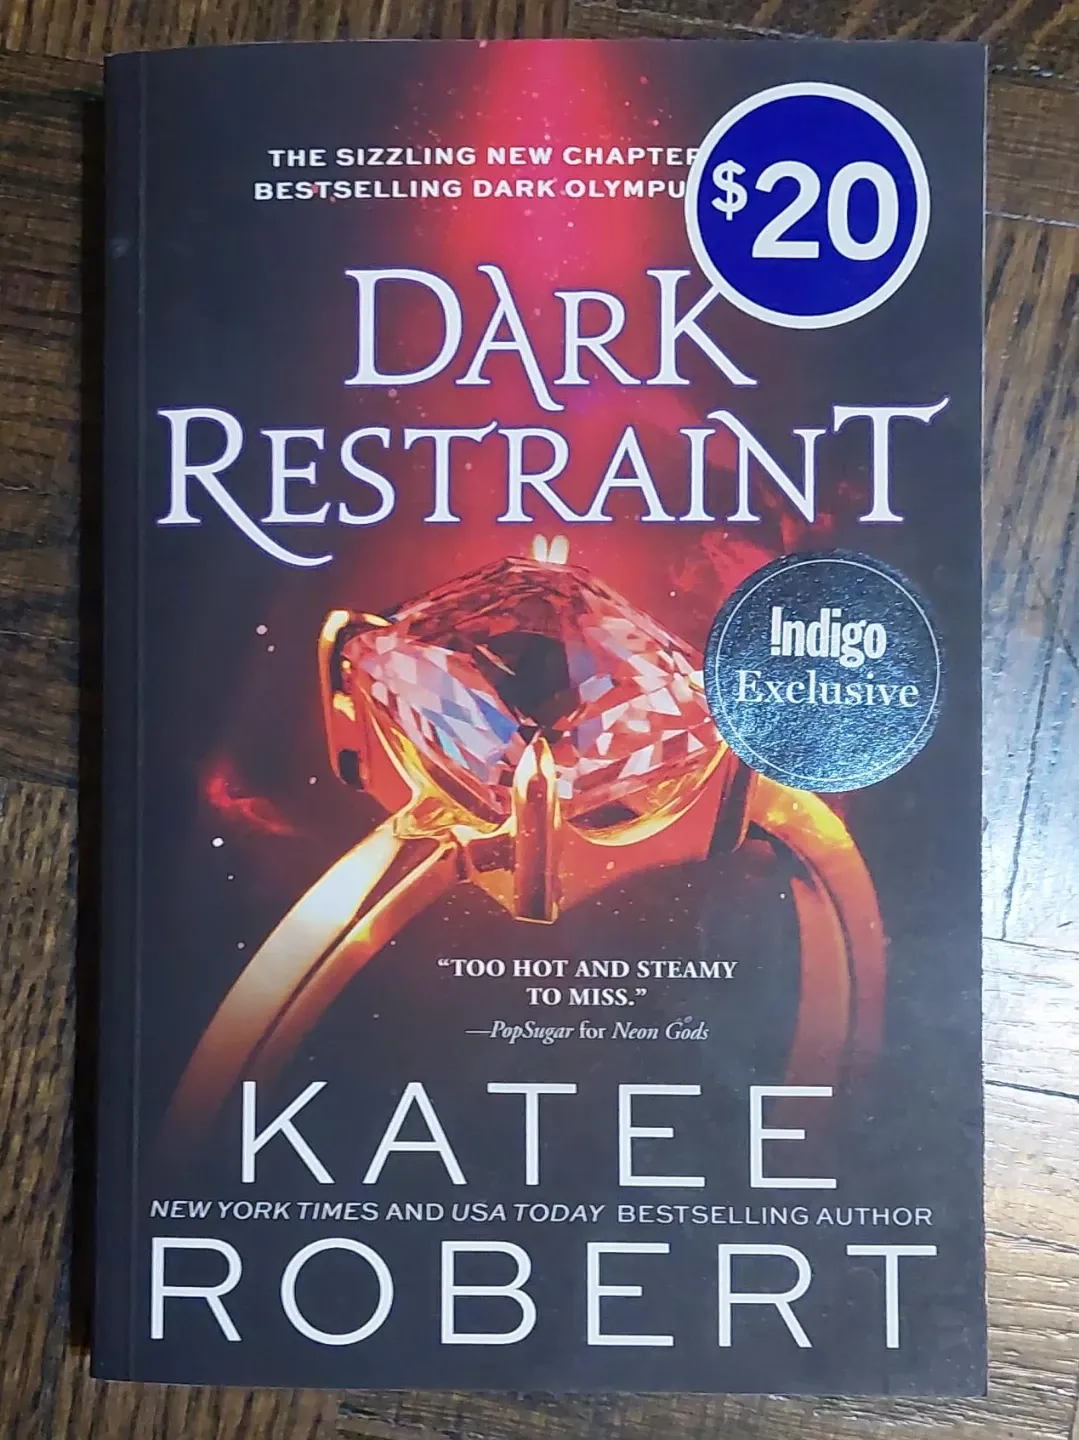 THE SIZZLING NEW CHAPTER
BESTSELLING DARK OLYMPU
$20
DARK
RESTRAINT
!ndigo
Exclusive
“TOO HOT AND STEAMY
TO MISS.”
—PopSugar for Neon Gods
KATEE
NEW YORK TIMES AND USA TODAY BESTSELLING AUTHOR
ROBERT